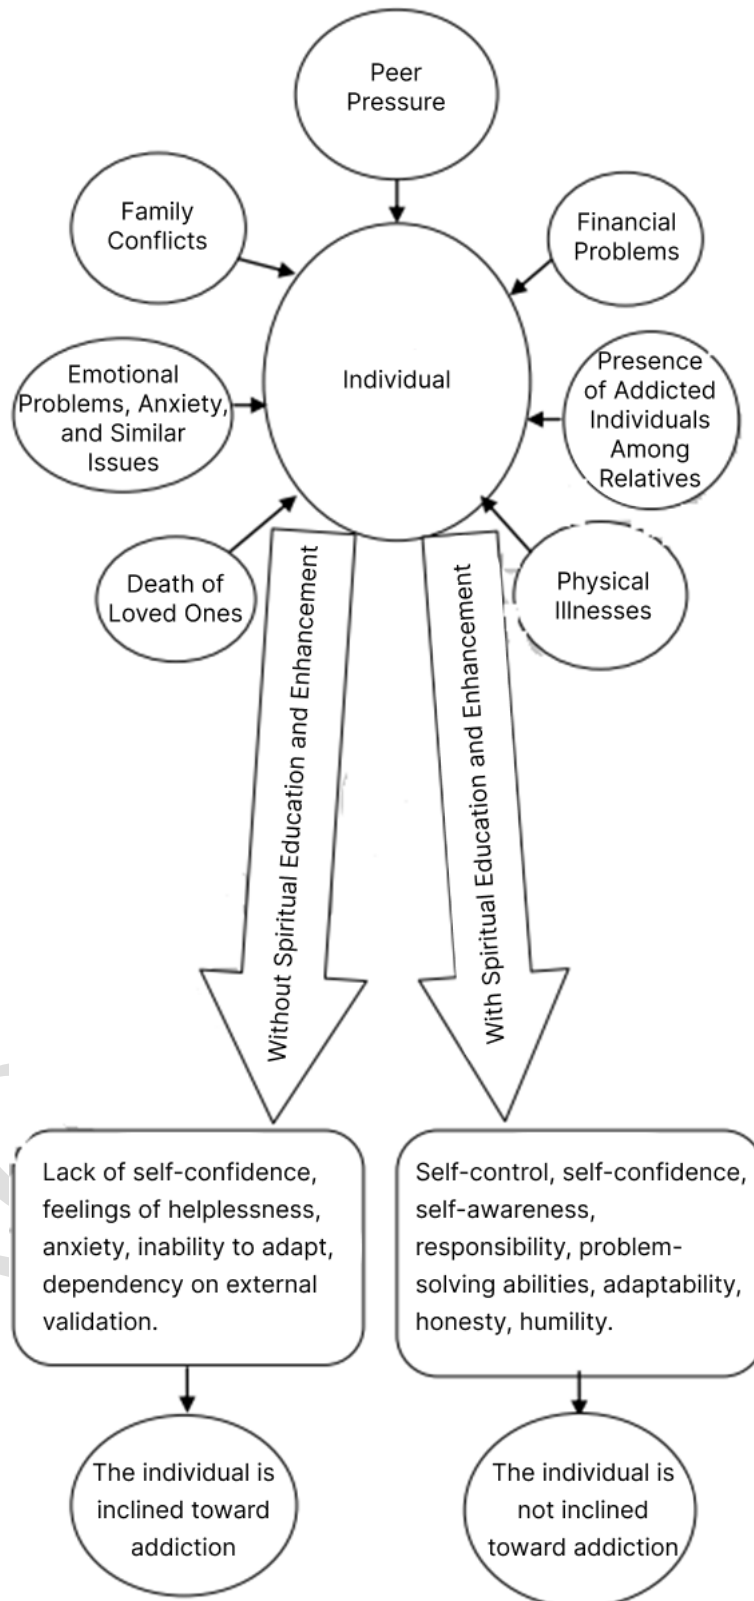 Peer
Pressure
Family
Conflicts
Financial
Problems
Individual
Emotional
Problems, Anxiety,
and Similar
Issues
Presence
of Addicted
Individuals
Among
Relatives
Death of
Loved Ones
Physical
Illnesses
Without Spiritual Education and Enhancement
With Spiritual Education and Enhancement
Lack of self-confidence,
feelings of helplessness,
anxiety, inability to adapt,
dependency on external
validation.
Self-control, self-confidence,
self-awareness,
responsibility, problem-
solving abilities, adaptability,
honesty, humility.
The individual is
inclined toward
addiction
The individual is
not inclined
toward addiction